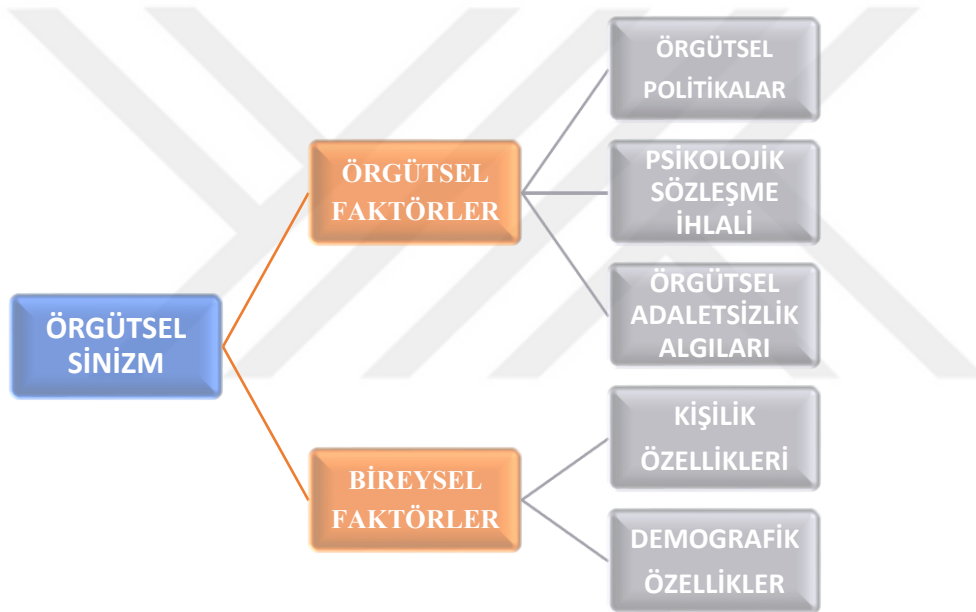 ÖRGÜTSEL
SİNİZM
ÖRGÜTSEL
FAKTÖRLER
ÖRGÜTSEL
POLİTİKALAR
PSİKOLOJİK
SÖZLEŞME
İHLALİ
ÖRGÜTSEL
ADALETSİZLİK
ALGILARI
BİREYSEL
FAKTÖRLER
KİŞİLİK
ÖZELLİKLERİ
DEMOGRAFİK
ÖZELLİKLER